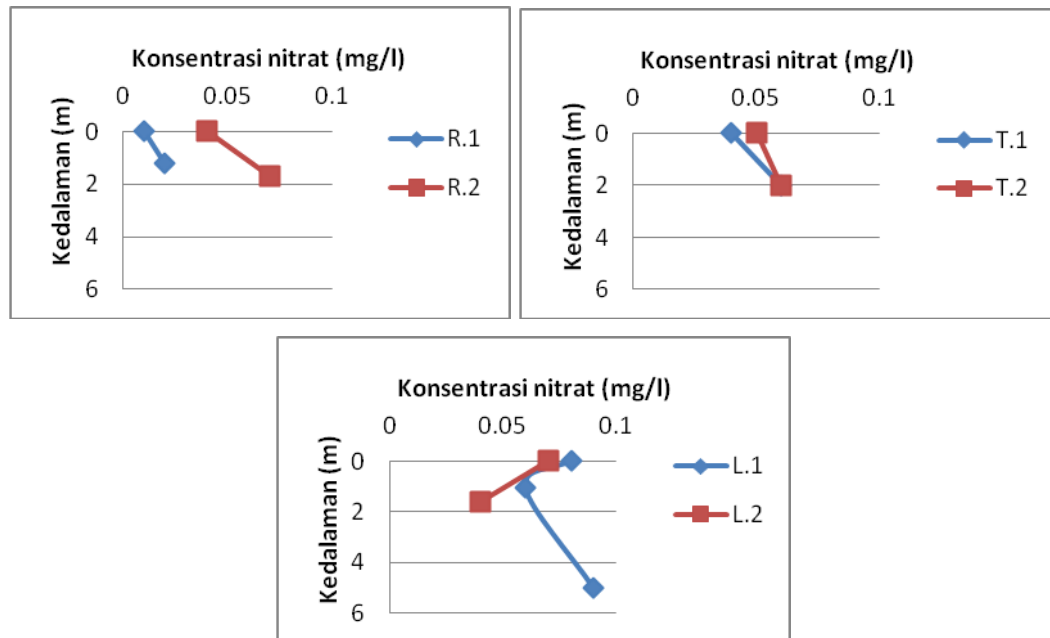 Konsentrasi nitrat (mg/l)
0 0.05 0.1
Kedalaman (m)
0
2
4
6
R.1
R.2
Konsentrasi nitrat (mg/l)
0 0.05 0.1
Kedalaman (m)
0
2
4
6
T.1
T.2
Konsentrasi nitrat (mg/l)
0 0.05 0.1
Kedalaman (m)
0
2
4
6
L.1
L.2